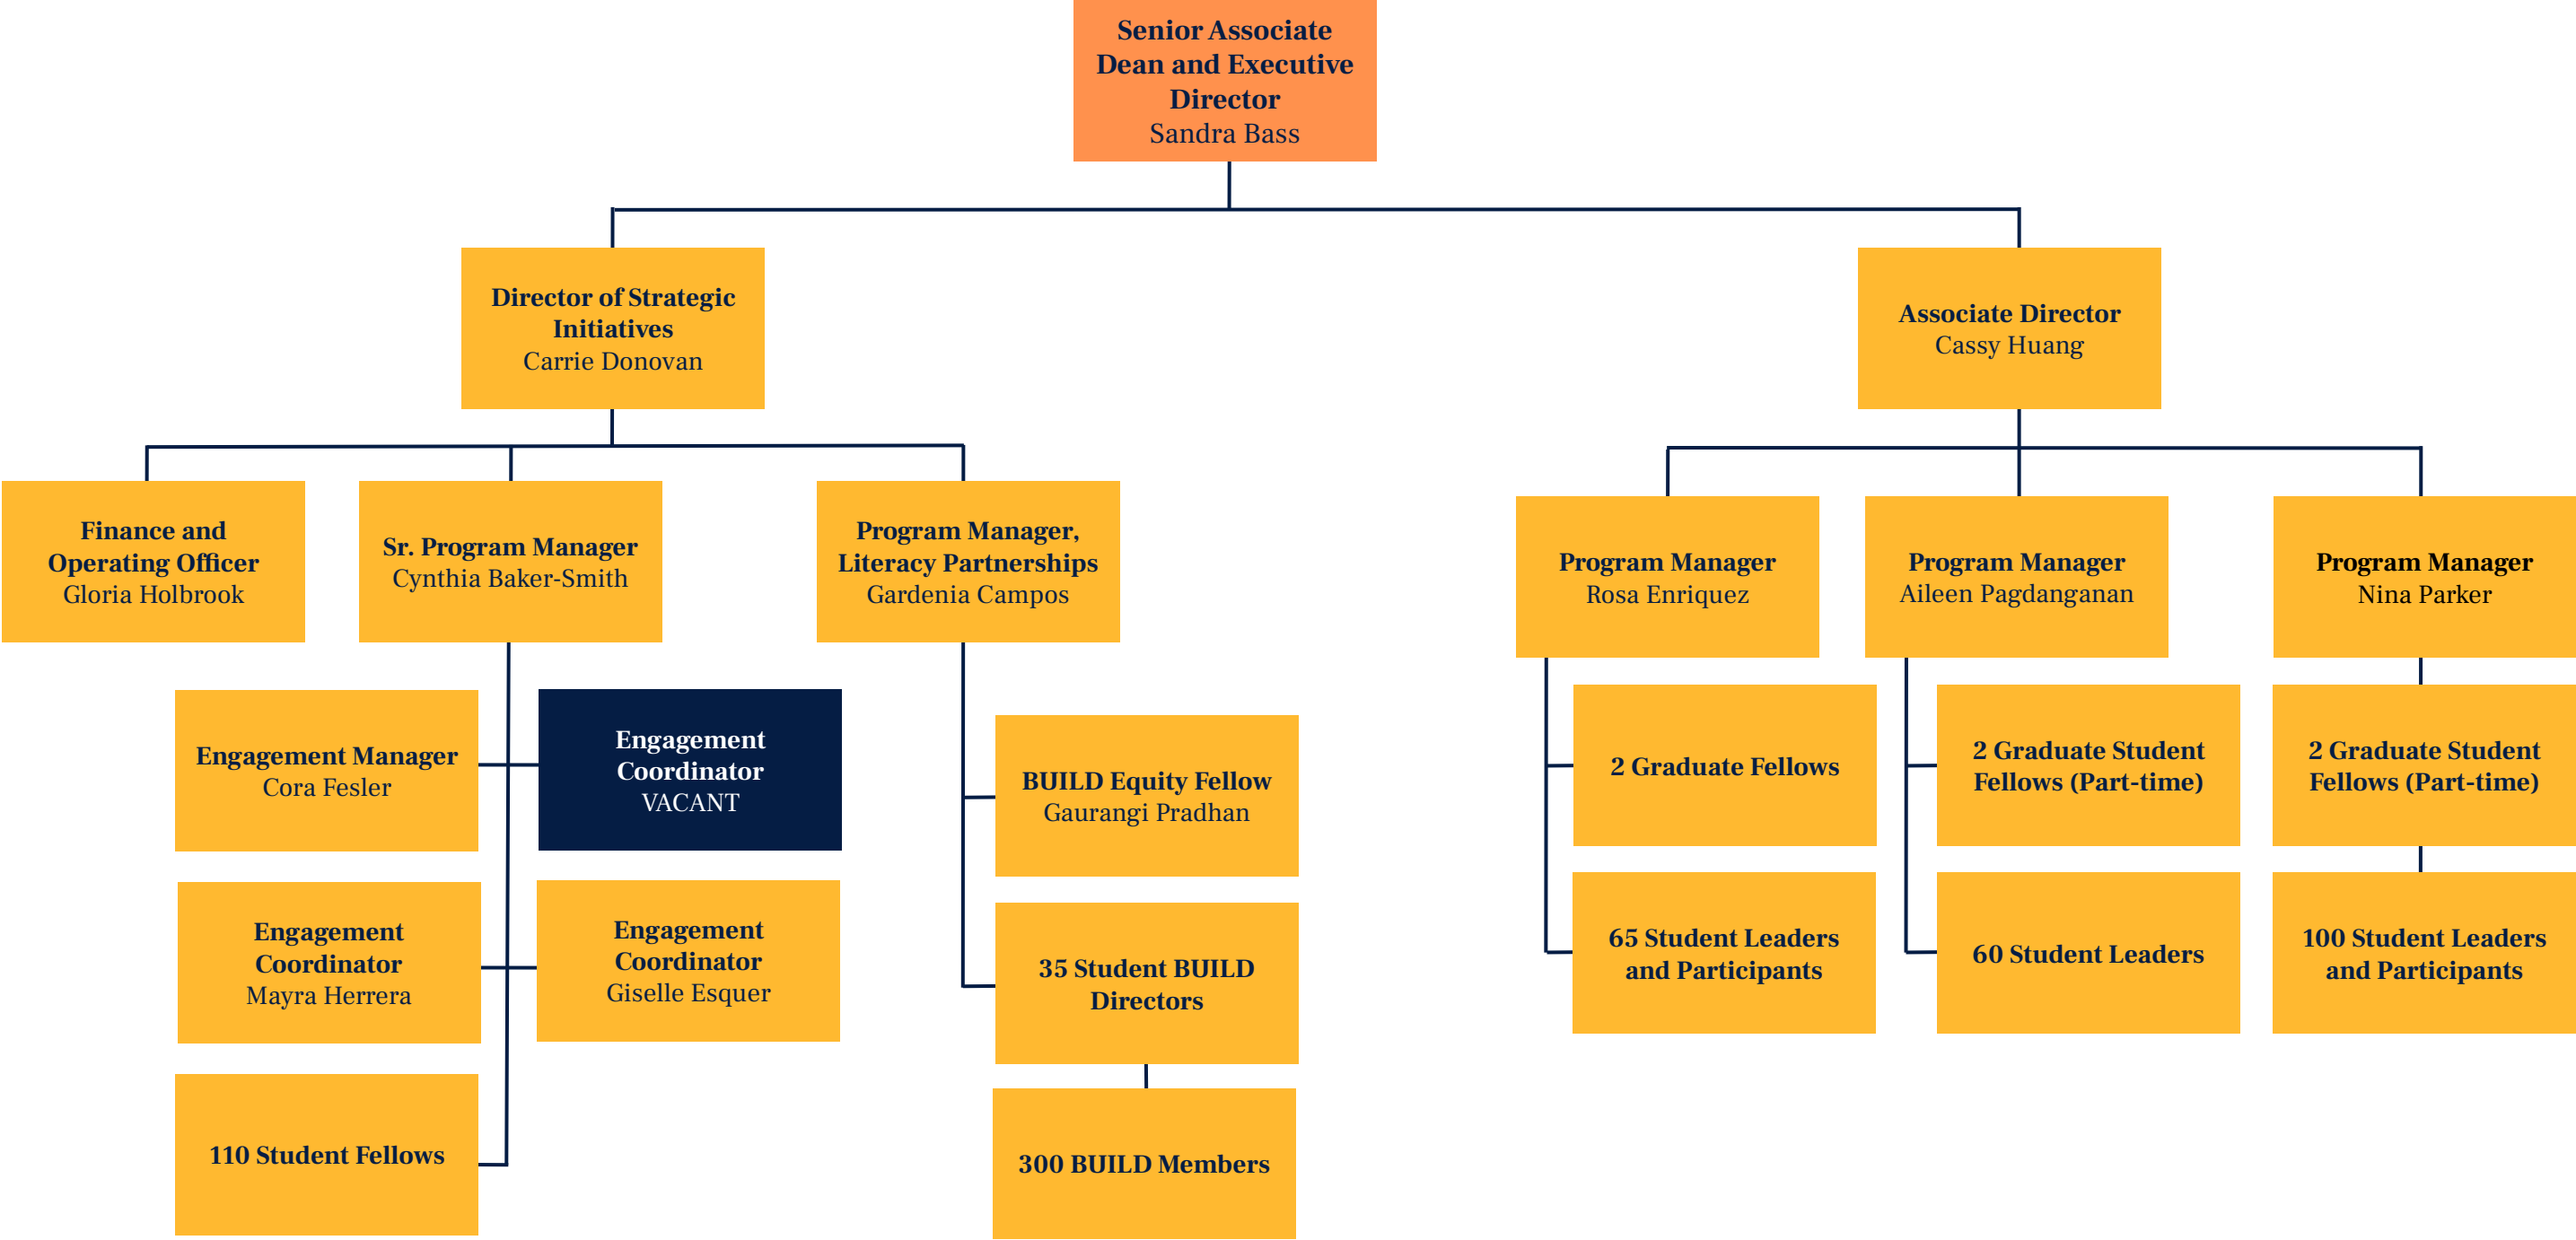 Senior Associate
Dean and Executive
Director
Sandra Bass
Director of Strategic
Initiatives
Carrie Donovan
Associate Director
Cassy Huang
Finance and
Operating Officer
Gloria Holbrook
Sr. Program Manager
Cynthia Baker-Smith
Program Manager,
Literacy Partnerships
Gardenia Campos
Program Manager
Rosa Enriquez
Program Manager
Aileen Pagdanganan
Program Manager
Nina Parker
Engagement Manager
Cora Fesler
Engagement
Coordinator
VACANT
BUILD Equity Fellow
Gaurangi Pradhan
2 Graduate Fellows
2 Graduate Student
Fellows (Part-time)
2 Graduate Student
Fellows (Part-time)
Engagement
Coordinator
Mayra Herrera
Engagement
Coordinator
Giselle Esquer
35 Student BUILD
Directors
65 Student Leaders
and Participants
60 Student Leaders
100 Student Leaders
and Participants
110 Student Fellows
300 BUILD Members